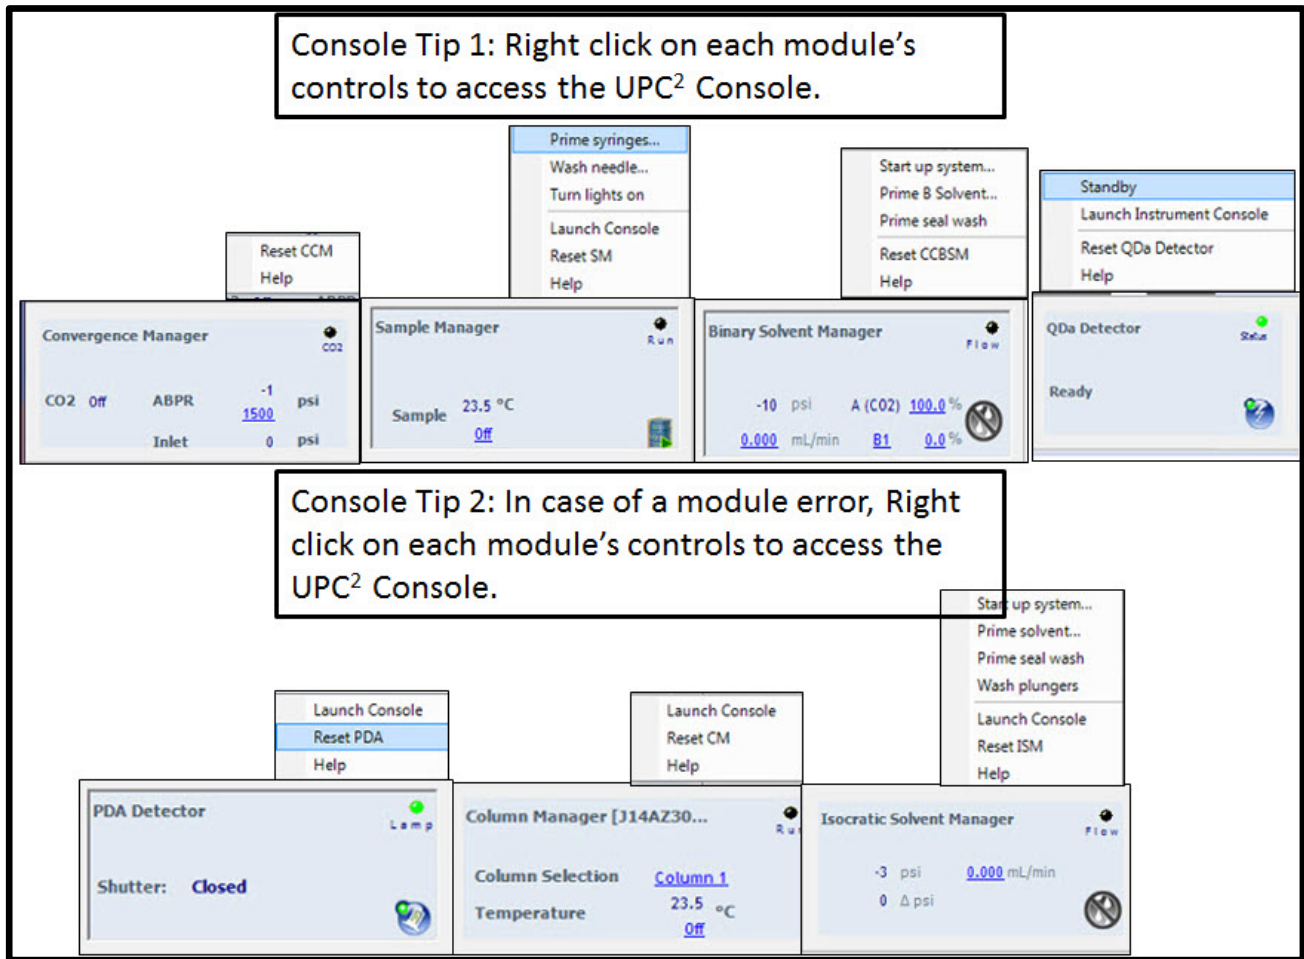 Console Tip 1: Right click on each module's
controls to access the UPC² Console.
Reset CCM
Help
Prime syringes...
Wash needle...
Turn lights on
Launch Console
Reset SM
Help
Start up system...
Prime B Solvent...
Prime seal wash
Reset CCBSM
Help
Standby
Launch Instrument Console
Reset QDa Detector
Help
Convergence Manager
CO2
CO2 Off ABPR -1
1500 psi
Inlet 0 psi
Sample Manager
Run
Sample 23.5 °C
Off
Binary Solvent Manager
Flow
-10 psi A (CO2) 100.0 %
0.000 mL/min B1 0.0 %
QDa Detector
Status
Ready
Console Tip 2: In case of a module error, Right
click on each module's controls to access the
UPC² Console.
Launch Console
Reset PDA
Help
Launch Console
Reset CM
Help
Start up system...
Prime solvent...
Prime seal wash
Wash plungers
Launch Console
Reset ISM
Help
PDA Detector
Lamp
Shutter: Closed
Column Manager [J14AZ30...
Run
Column Selection Column 1
Temperature 23.5 °C
Off
Isocratic Solvent Manager
Flow
-3 psi 0.000 mL/min
0 Δ psi